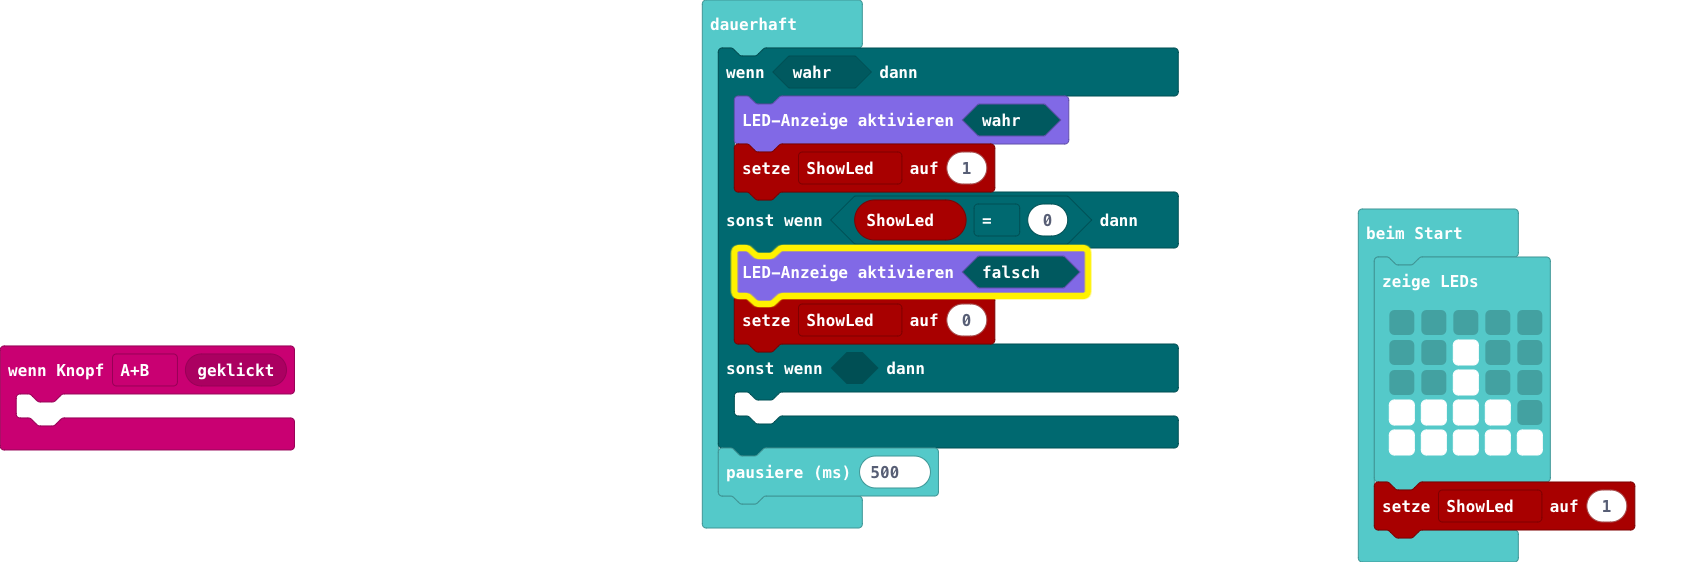 dauerhaft
wenn wahr dann
LED-Anzeige aktivieren wahr
setze ShowLed auf 1
sonst wenn ShowLed = 0 dann
LED-Anzeige aktivieren falsch
setze ShowLed auf 0
sonst wenn dann
pausiere (ms) 500
wenn Knopf A+B geklickt
beim Start
zeige LEDs
setze ShowLed auf 1